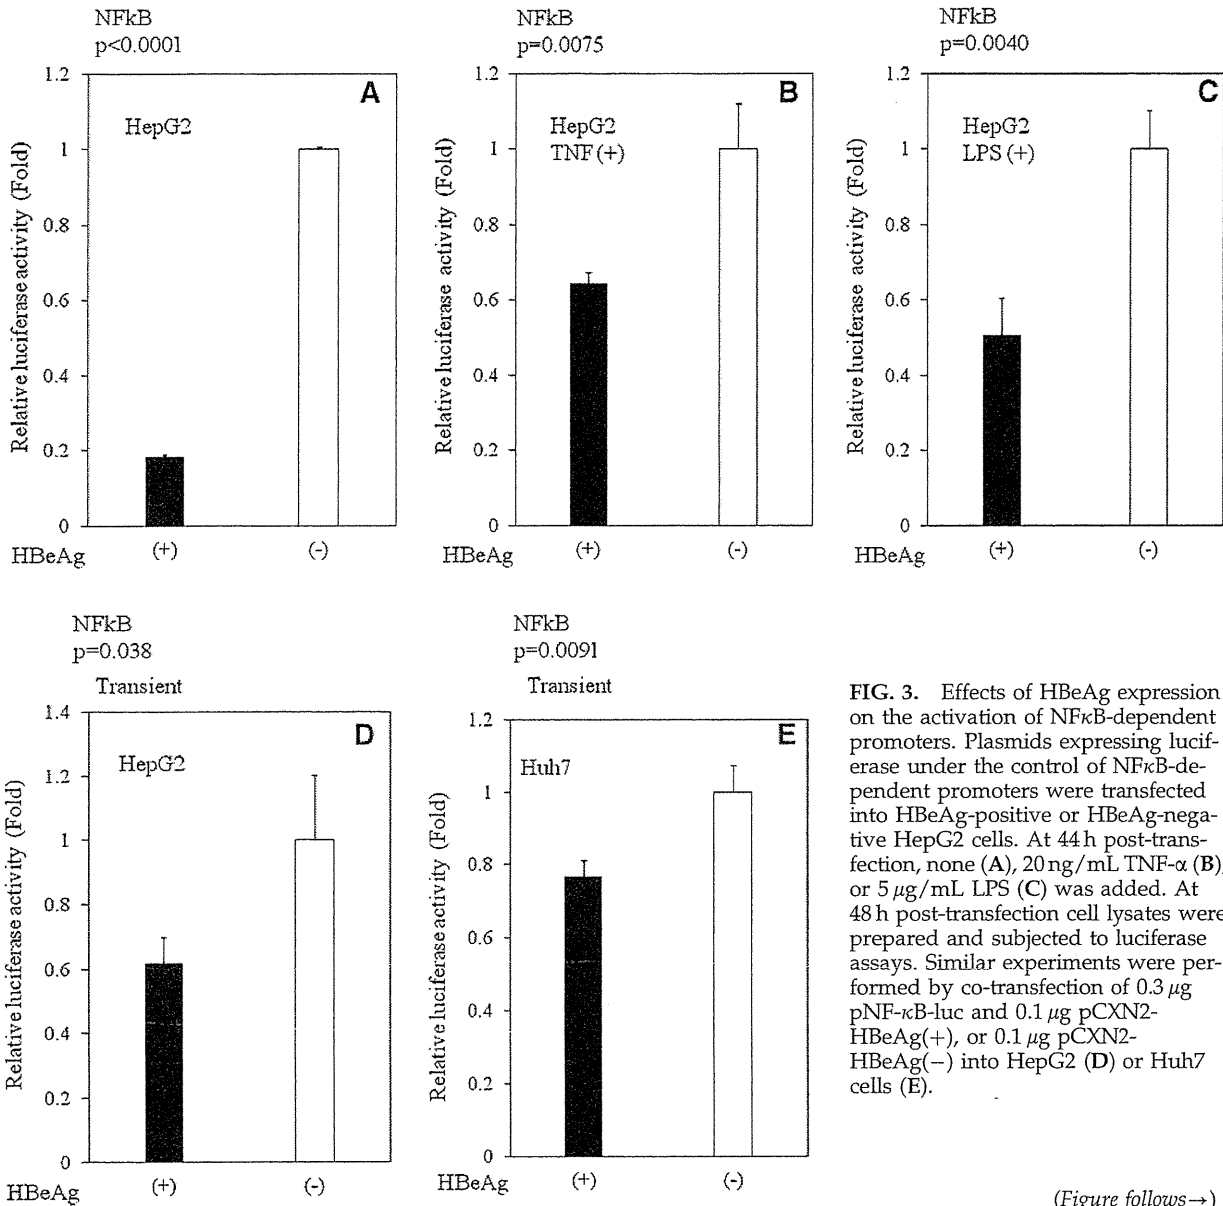 NFkB
p<0.0001
A
HepG2
Relative luciferase activity (Fold)
1.2
1
0.8
0.6
0.4
0.2
0
HBeAg
(+)
(-)
NFkB
p=0.0075
B
HepG2
TNF (+)
Relative luciferase activity (Fold)
1.2
1
0.8
0.6
0.4
0.2
0
HBeAg
(+)
(-)
NFkB
p=0.0040
C
HepG2
LPS (+)
Relative luciferase activity (Fold)
1.2
1
0.8
0.6
0.4
0.2
0
HBeAg
(+)
(-)
NFkB
p=0.038
Transient
D
HepG2
Relative luciferase activity (Fold)
1.4
1.2
1
0.8
0.6
0.4
0.2
0
HBeAg
(+)
(-)
NFkB
p=0.0091
Transient
E
Huh7
Relative luciferase activity (Fold)
1.2
1
0.8
0.6
0.4
0.2
0
HBeAg
(+)
(-)
FIG. 3. Effects of HBeAg expression
on the activation of NFκB-dependent
promoters. Plasmids expressing lucif-
erase under the control of NFκB-de-
pendent promoters were transfected
into HBeAg-positive or HBeAg-nega-
tive HepG2 cells. At 44 h post-trans-
fection, none (A), 20 ng/mL TNF-α (B),
or 5 μg/mL LPS (C) was added. At
48 h post-transfection cell lysates were
prepared and subjected to luciferase
assays. Similar experiments were per-
formed by co-transfection of 0.3 μg
pNF-κB-luc and 0.1 μg pCXN2-
HBeAg(+), or 0.1 μg pCXN2-
HBeAg(−) into HepG2 (D) or Huh7
cells (E).
(Figure follows→)